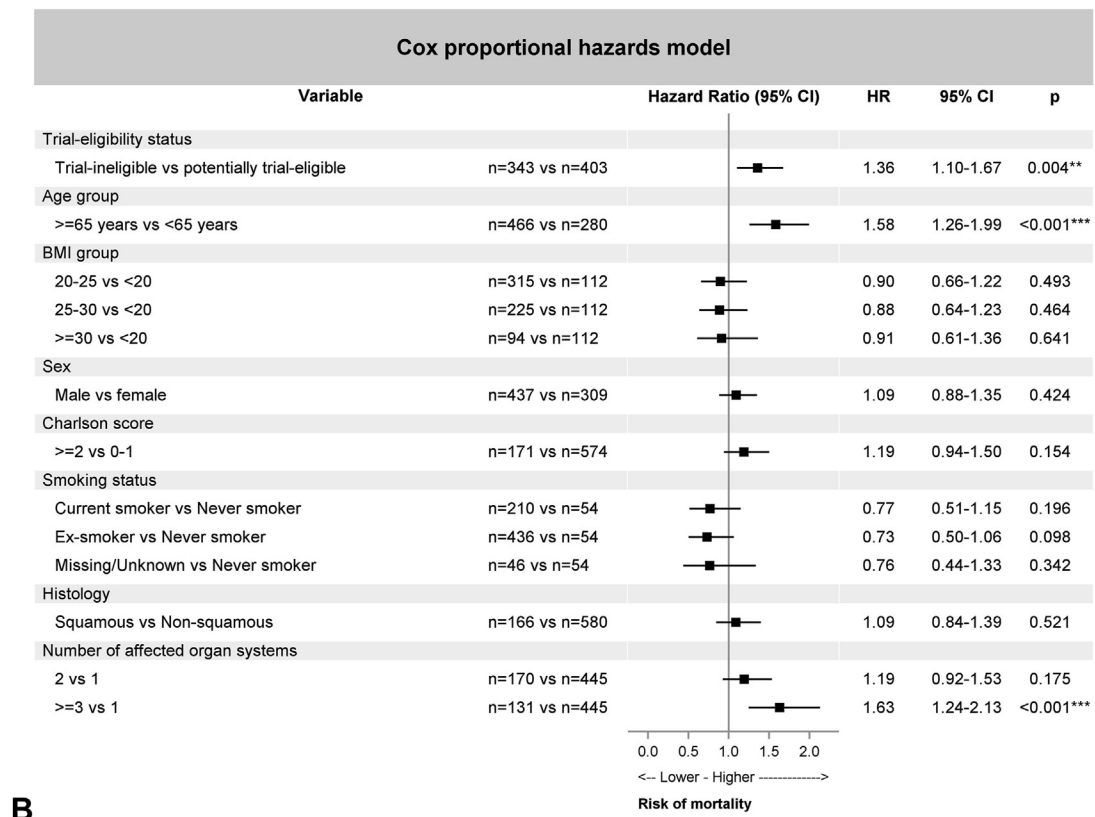 Cox proportional hazards model
Variable Hazard Ratio (95% CI) HR 95% CI p
Trial-eligibility status
Trial-ineligible vs potentially trial-eligible n=343 vs n=403 1.36 1.10-1.67 0.004**
Age group
>=65 years vs <65 years n=466 vs n=280 1.58 1.26-1.99 <0.001***
BMI group
20-25 vs <20 n=315 vs n=112 0.90 0.66-1.22 0.493
25-30 vs <20 n=225 vs n=112 0.88 0.64-1.23 0.464
>=30 vs <20 n=94 vs n=112 0.91 0.61-1.36 0.641
Sex
Male vs female n=437 vs n=309 1.09 0.88-1.35 0.424
Charlson score
>=2 vs 0-1 n=171 vs n=574 1.19 0.94-1.50 0.154
Smoking status
Current smoker vs Never smoker n=210 vs n=54 0.77 0.51-1.15 0.196
Ex-smoker vs Never smoker n=436 vs n=54 0.73 0.50-1.06 0.098
Missing/Unknown vs Never smoker n=46 vs n=54 0.76 0.44-1.33 0.342
Histology
Squamous vs Non-squamous n=166 vs n=580 1.09 0.84-1.39 0.521
Number of affected organ systems
2 vs 1 n=170 vs n=445 1.19 0.92-1.53 0.175
>=3 vs 1 n=131 vs n=445 1.63 1.24-2.13 <0.001***
0.0 0.5 1.0 1.5 2.0
<-- Lower - Higher ------------->
Risk of mortality
B